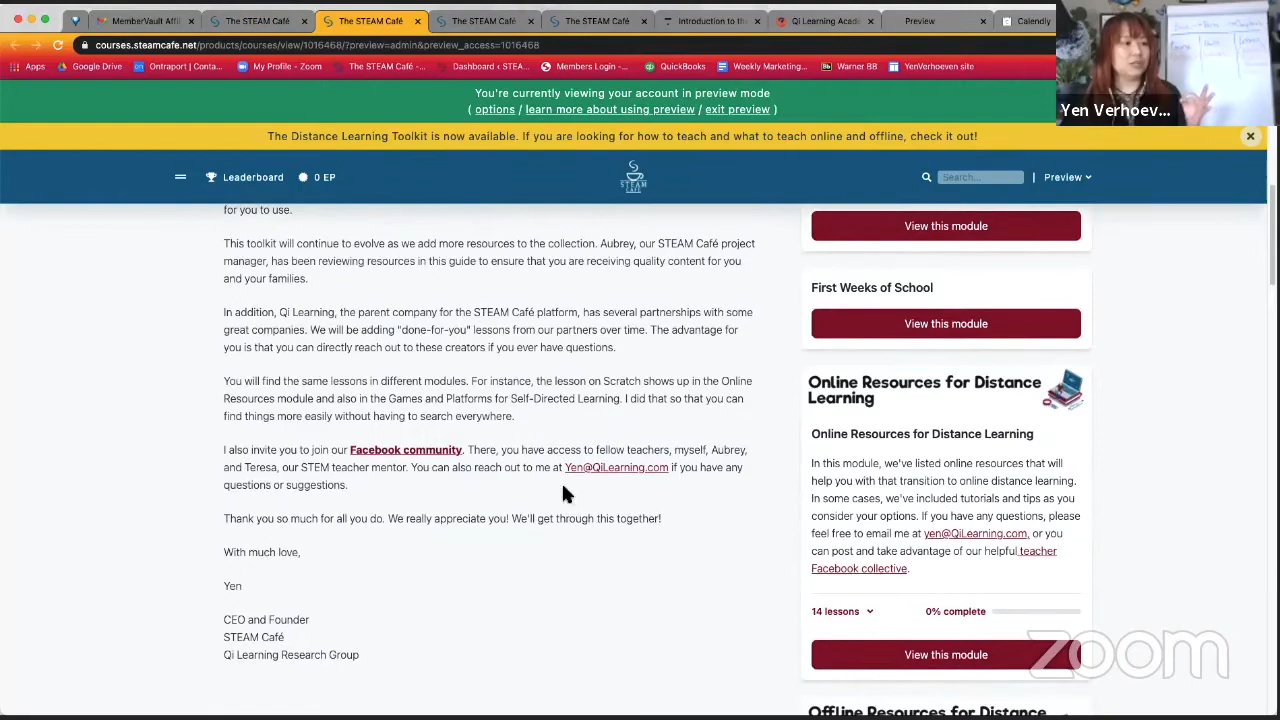 MemberVault Affi
The STEAM Café
The STEAM Café
The STEAM Café
The STEAM Café
Introduction to the
Qi Learning Acad
Preview
Calendly
courses.steamcafe.net/products/courses/view/1016468/?preview=admin&preview_access=1016468
Apps
Google Drive
Ontraport | Conta...
My Profile - Zoom
The STEAM Café -...
Dashboard ‹ STEA...
Members Login -...
QuickBooks
Weekly Marketing...
Warner BB
YenVerhoeven site
Yen Verhoev...
You're currently viewing your account in preview mode
( options / learn more about using preview / exit preview )
The Distance Learning Toolkit is now available. If you are looking for how to teach and what to teach online and offline, check it out!
Leaderboard
0 EP
STEAM
CAFE
Search...
| Preview
for you to use.
This toolkit will continue to evolve as we add more resources to the collection. Aubrey, our STEAM Café project
manager, has been reviewing resources in this guide to ensure that you are receiving quality content for you
and your families.
In addition, Qi Learning, the parent company for the STEAM Café platform, has several partnerships with some
great companies. We will be adding "done-for-you" lessons from our partners over time. The advantage for
you is that you can directly reach out to these creators if you ever have questions.
You will find the same lessons in different modules. For instance, the lesson on Scratch shows up in the Online
Resources module and also in the Games and Platforms for Self-Directed Learning. I did that so that you can
find things more easily without having to search everywhere.
I also invite you to join our Facebook community. There, you have access to fellow teachers, myself, Aubrey,
and Teresa, our STEM teacher mentor. You can also reach out to me at Yen@QiLearning.com if you have any
questions or suggestions.
Thank you so much for all you do. We really appreciate you! We'll get through this together!
With much love,
Yen
CEO and Founder
STEAM Café
Qi Learning Research Group
View this module
First Weeks of School
View this module
Online Resources for Distance
Learning
Online Resources for Distance Learning
In this module, we've listed online resources that will
help you with that transition to online distance learning.
In some cases, we've included tutorials and tips as you
consider your options. If you have any questions, please
feel free to email me at yen@QiLearning.com, or you
can post and take advantage of our helpful teacher
Facebook collective.
14 lessons
0% complete
View this module
Offline Resources for Distance
zoom